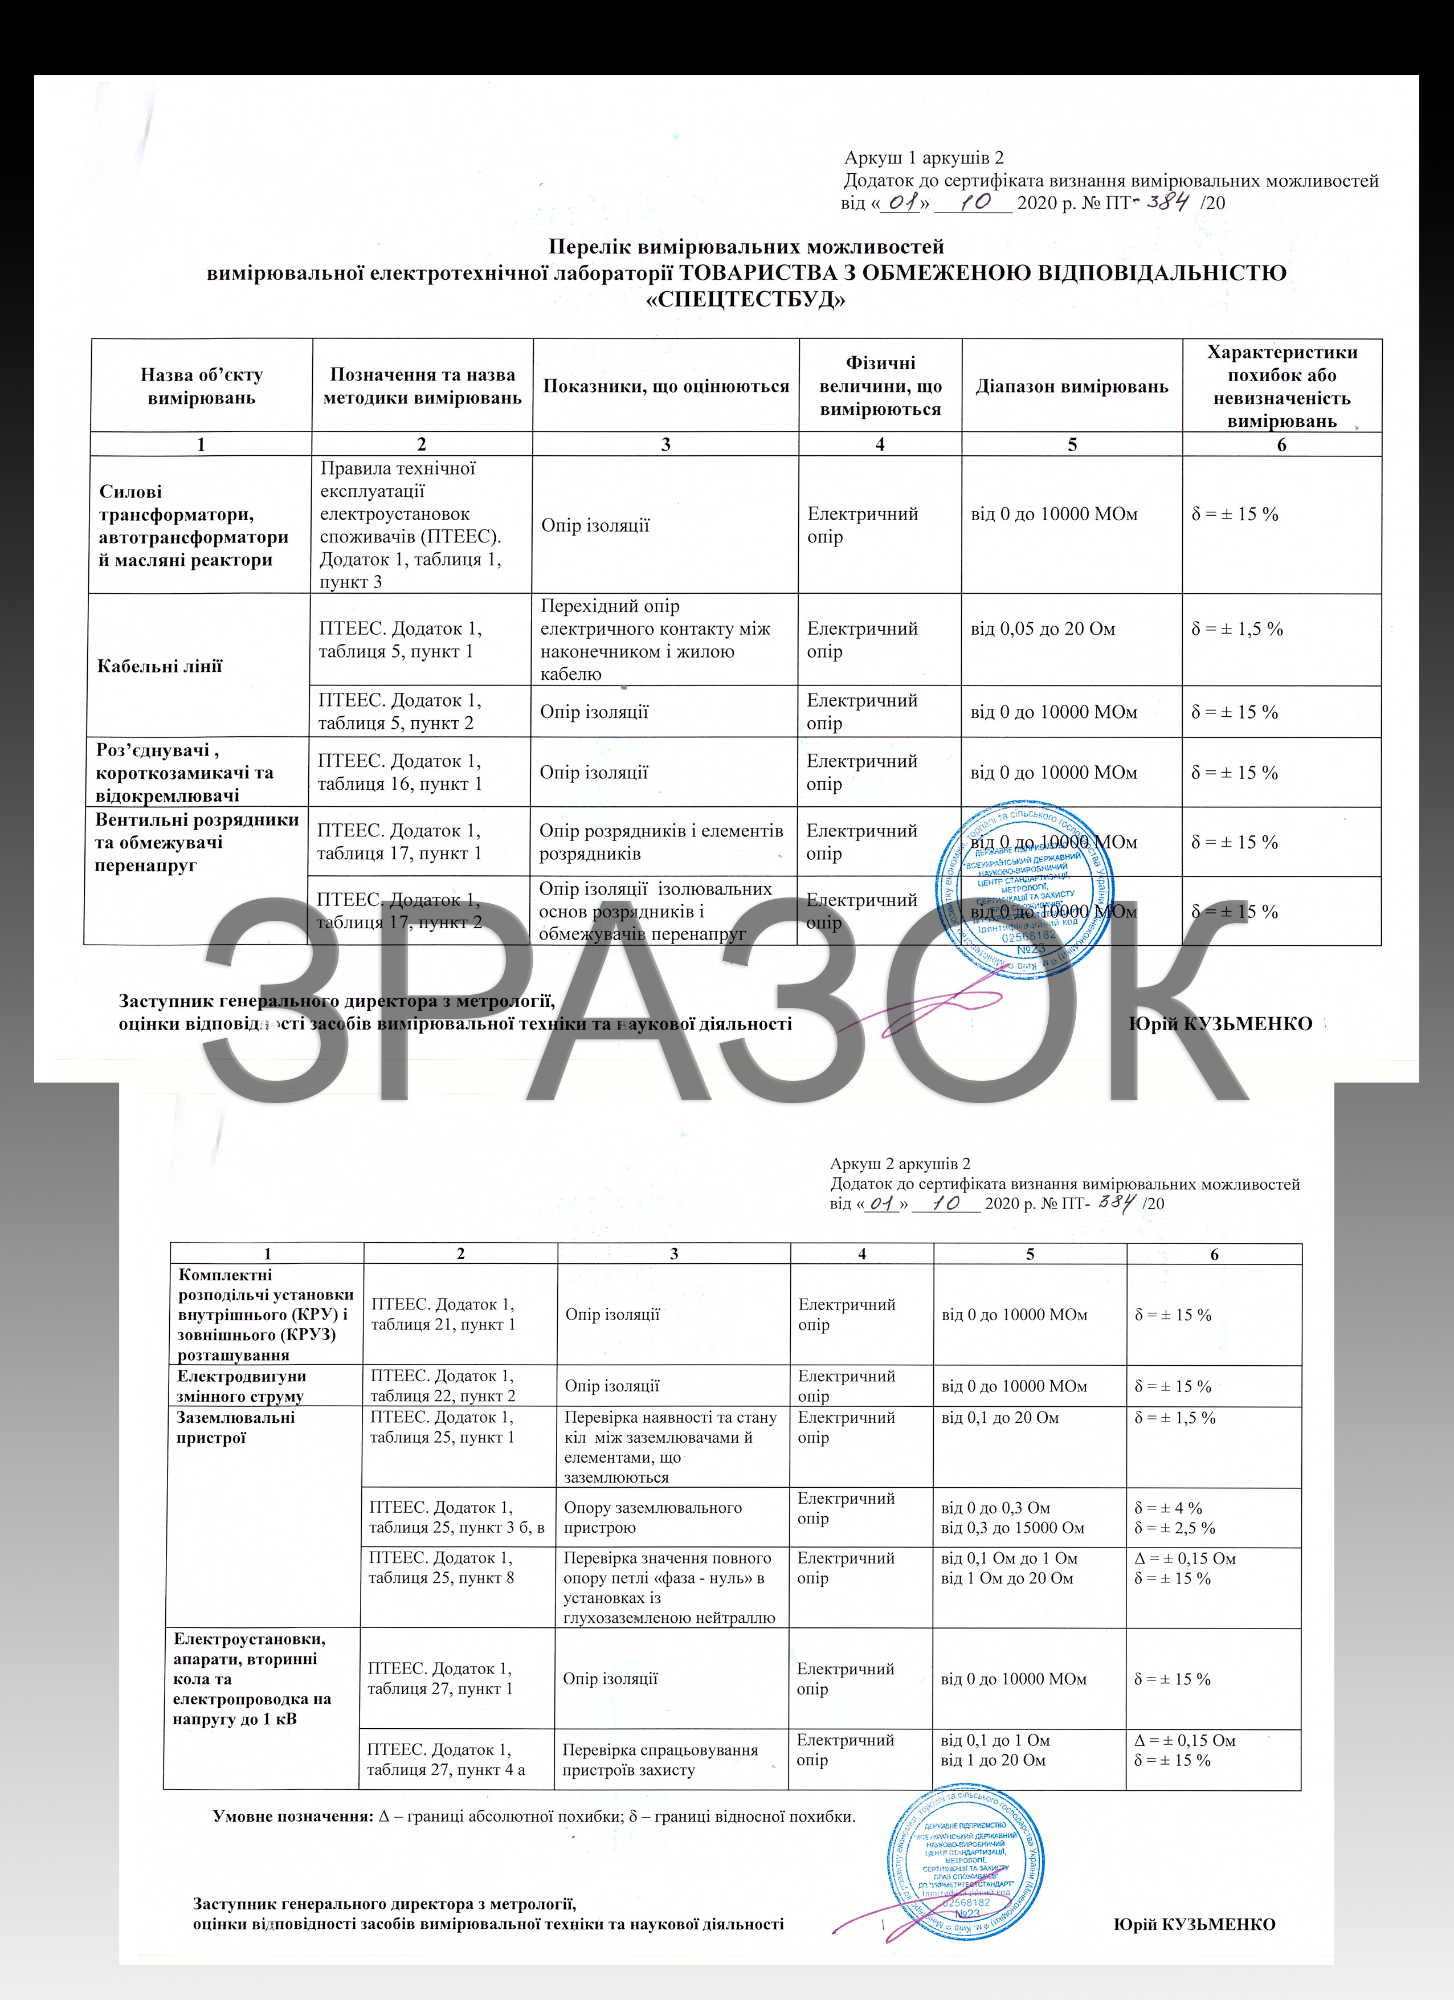 Аркуш 1 аркушів 2
Додаток до сертифіката визнання вимірювальних можливостей
від « 01 » 10 2020 р. № ПТ- 384 /20
Перелік вимірювальних можливостей
вимірювальної електротехнічної лабораторії ТОВАРИСТВА З ОБМЕЖЕНОЮ ВІДПОВІДАЛЬНІСТЮ
«СПЕЦТЕСТБУД»
Назва об’єкту
вимірювань
Позначення та назва
методики вимірювань
Показники, що оцінюються
Фізичні
величини, що
вимірюються
Діапазон вимірювань
Характеристики
похибок або
невизначеність
вимірювань
1 2 3 4 5 6
Силові
трансформатори,
автотрансформатори
й масляні реактори
Правила технічної
експлуатації
електроустановок
споживачів (ПТЕЕС).
Додаток 1, таблиця 1,
пункт 3
Опір ізоляції
Електричний
опір
від 0 до 10000 МОм
δ = ± 15 %
Кабельні лінії
ПТЕЕС. Додаток 1,
таблиця 5, пункт 1
Перехідний опір
електричного контакту між
наконечником і жилою
кабелю
Електричний
опір
від 0,05 до 20 Ом
δ = ± 1,5 %
ПТЕЕС. Додаток 1,
таблиця 5, пункт 2
Опір ізоляції
Електричний
опір
від 0 до 10000 МОм
δ = ± 15 %
Роз’єднувачі ,
короткозамикачі та
відокремлювачі
ПТЕЕС. Додаток 1,
таблиця 16, пункт 1
Опір ізоляції
Електричний
опір
від 0 до 10000 МОм
δ = ± 15 %
Вентильні розрядники
та обмежувачі
перенапруг
ПТЕЕС. Додаток 1,
таблиця 17, пункт 1
Опір розрядників і елементів
розрядників
Електричний
опір
від 0 до 10000 МОм
δ = ± 15 %
ПТЕЕС. Додаток 1,
таблиця 17, пункт 2
Опір ізоляції ізолювальних
основ розрядників і
обмежувачів перенапруг
Електричний
опір
від 0 до 10000 МОм
δ = ± 15 %
ДЕРЖАВНЕ ПІДПРИЄМСТВО
"ВСЕУКРАЇНСЬКИЙ ДЕРЖАВНИЙ
НАУКОВО-ВИРОБНИЧИЙ
ЦЕНТР СТАНДАРТИЗАЦІЇ,
МЕТРОЛОГІЇ,
СЕРТИФІКАЦІЇ ТА ЗАХИСТУ
Ідентифікаційний код
02568182
№23
ЗРАЗОК
Заступник генерального директора з метрології,
оцінки відповідності засобів вимірювальної техніки та наукової діяльності
Юрій КУЗЬМЕНКО
Аркуш 2 аркушів 2
Додаток до сертифіката визнання вимірювальних можливостей
від « 01 » 10 2020 р. № ПТ- 384 /20
1 2 3 4 5 6
Комплектні
розподільчі установки
внутрішнього (КРУ) і
зовнішнього (КРУЗ)
розташування
ПТЕЕС. Додаток 1,
таблиця 21, пункт 1
Опір ізоляції
Електричний
опір
від 0 до 10000 МОм
δ = ± 15 %
Електродвигуни
змінного струму
ПТЕЕС. Додаток 1,
таблиця 22, пункт 2
Опір ізоляції
Електричний
опір
від 0 до 10000 МОм
δ = ± 15 %
Заземлювальні
пристрої
ПТЕЕС. Додаток 1,
таблиця 25, пункт 1
Перевірка наявності та стану
кіл між заземлювачами й
елементами, що
заземлюються
Електричний
опір
від 0,1 до 20 Ом
δ = ± 1,5 %
ПТЕЕС. Додаток 1,
таблиця 25, пункт 3 б, в
Опору заземлювального
пристрою
Електричний
опір
від 0 до 0,3 Ом
від 0,3 до 15000 Ом
δ = ± 4 %
δ = ± 2,5 %
ПТЕЕС. Додаток 1,
таблиця 25, пункт 8
Перевірка значення повного
опору петлі «фаза - нуль» в
установках із
глухозаземленою нейтраллю
Електричний
опір
від 0,1 Ом до 1 Ом
від 1 Ом до 20 Ом
Δ = ± 0,15 Ом
δ = ± 15 %
Електроустановки,
апарати, вторинні
кола та
електропроводка на
напругу до 1 кВ
ПТЕЕС. Додаток 1,
таблиця 27, пункт 1
Опір ізоляції
Електричний
опір
від 0 до 10000 МОм
δ = ± 15 %
ПТЕЕС. Додаток 1,
таблиця 27, пункт 4 а
Перевірка спрацьовування
пристроїв захисту
Електричний
опір
від 0,1 до 1 Ом
від 1 до 20 Ом
Δ = ± 0,15 Ом
δ = ± 15 %
Умовне позначення: Δ – границі абсолютної похибки; δ – границі відносної похибки.
ДЕРЖАВНЕ ПІДПРИЄМСТВО
"ВСЕУКРАЇНСЬКИЙ ДЕРЖАВНИЙ
НАУКОВО-ВИРОБНИЧИЙ
ЦЕНТР СТАНДАРТИЗАЦІЇ,
МЕТРОЛОГІЇ,
СЕРТИФІКАЦІЇ ТА ЗАХИСТУ
ПРАВ СПОЖИВАЧІВ"
ДП "УКРМЕТРТЕСТСТАНДАРТ"
Ідентифікаційний код
02568182
№23
Заступник генерального директора з метрології,
оцінки відповідності засобів вимірювальної техніки та наукової діяльності
Юрій КУЗЬМЕНКО